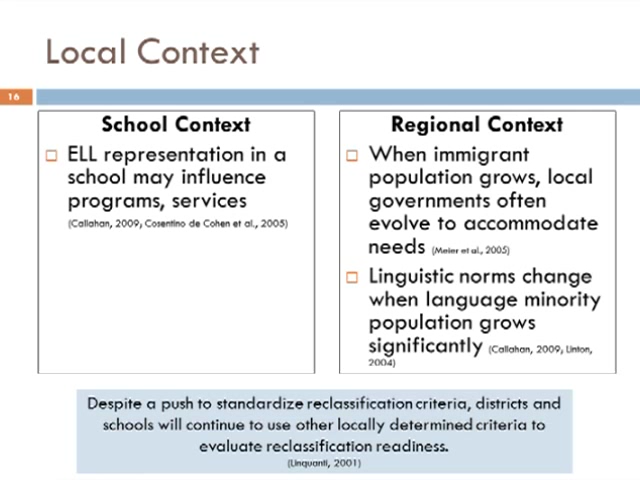 Local Context
16
School Context
ELL representation in a
school may influence
programs, services
(Callahan, 2009, Cosentino de Cohen et al., 2005)
Regional Context
When immigrant
population grows, local
governments often
evolve to accommodate
needs (Meier et al., 2005)
Linguistic norms change
when language minority
population grows
significantly (Callahan, 2009, Linton,
2004)
Despite a push to standardize reclassification criteria, districts and
schools will continue to use other locally determined criteria to
evaluate reclassification readiness.
(Linquanti, 2001)